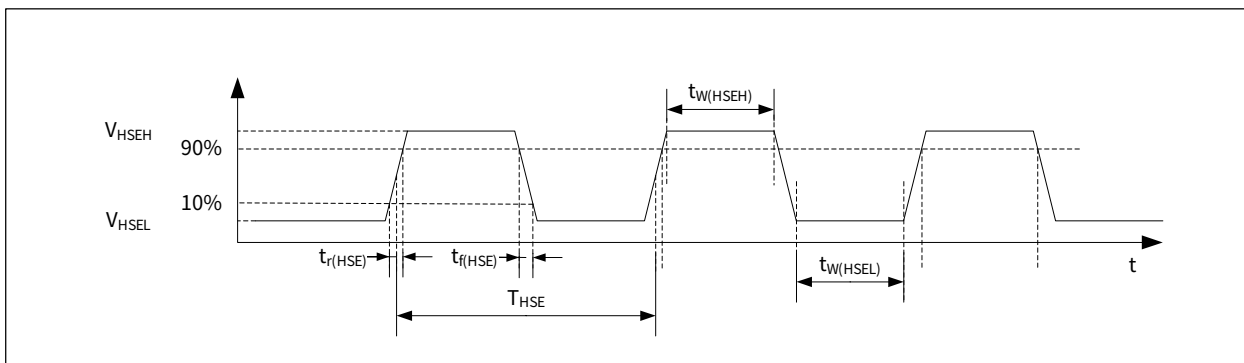 tW(HSEH)
VHSEH
90%
10%
VHSEL
tr(HSE)
tf(HSE)
tW(HSEL)
t
THSE